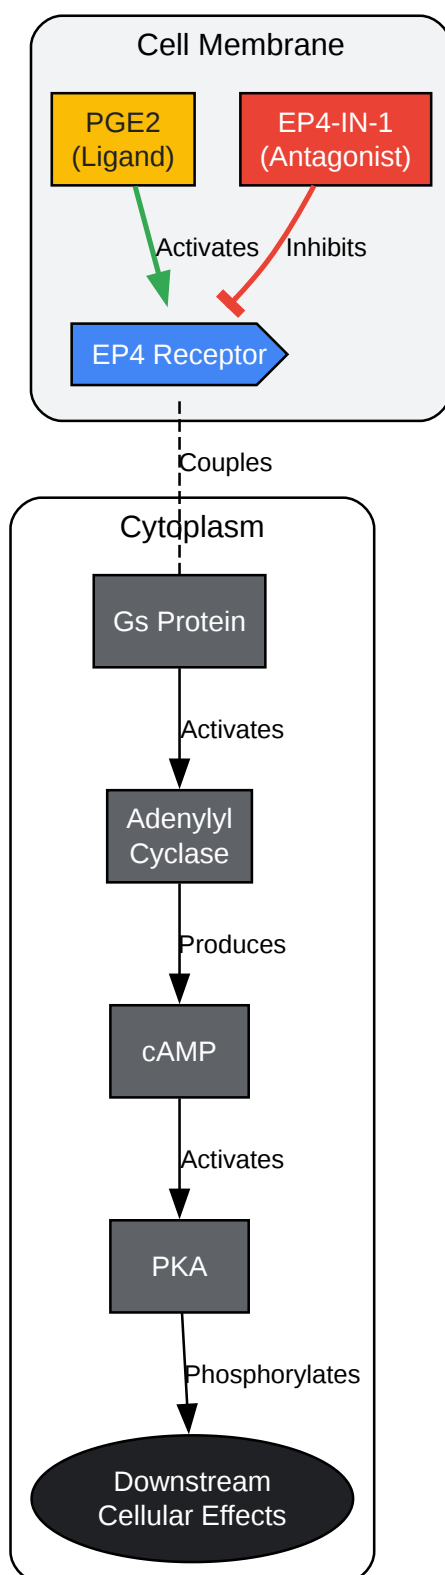 Cell Membrane
PGE2
(Ligand)
EP4-IN-1
(Antagonist)
Activates
Inhibits
EP4 Receptor
Couples
Cytoplasm
Gs Protein
Activates
Adenylyl
Cyclase
Produces
cAMP
Activates
PKA
Phosphorylates
Downstream
Cellular Effects